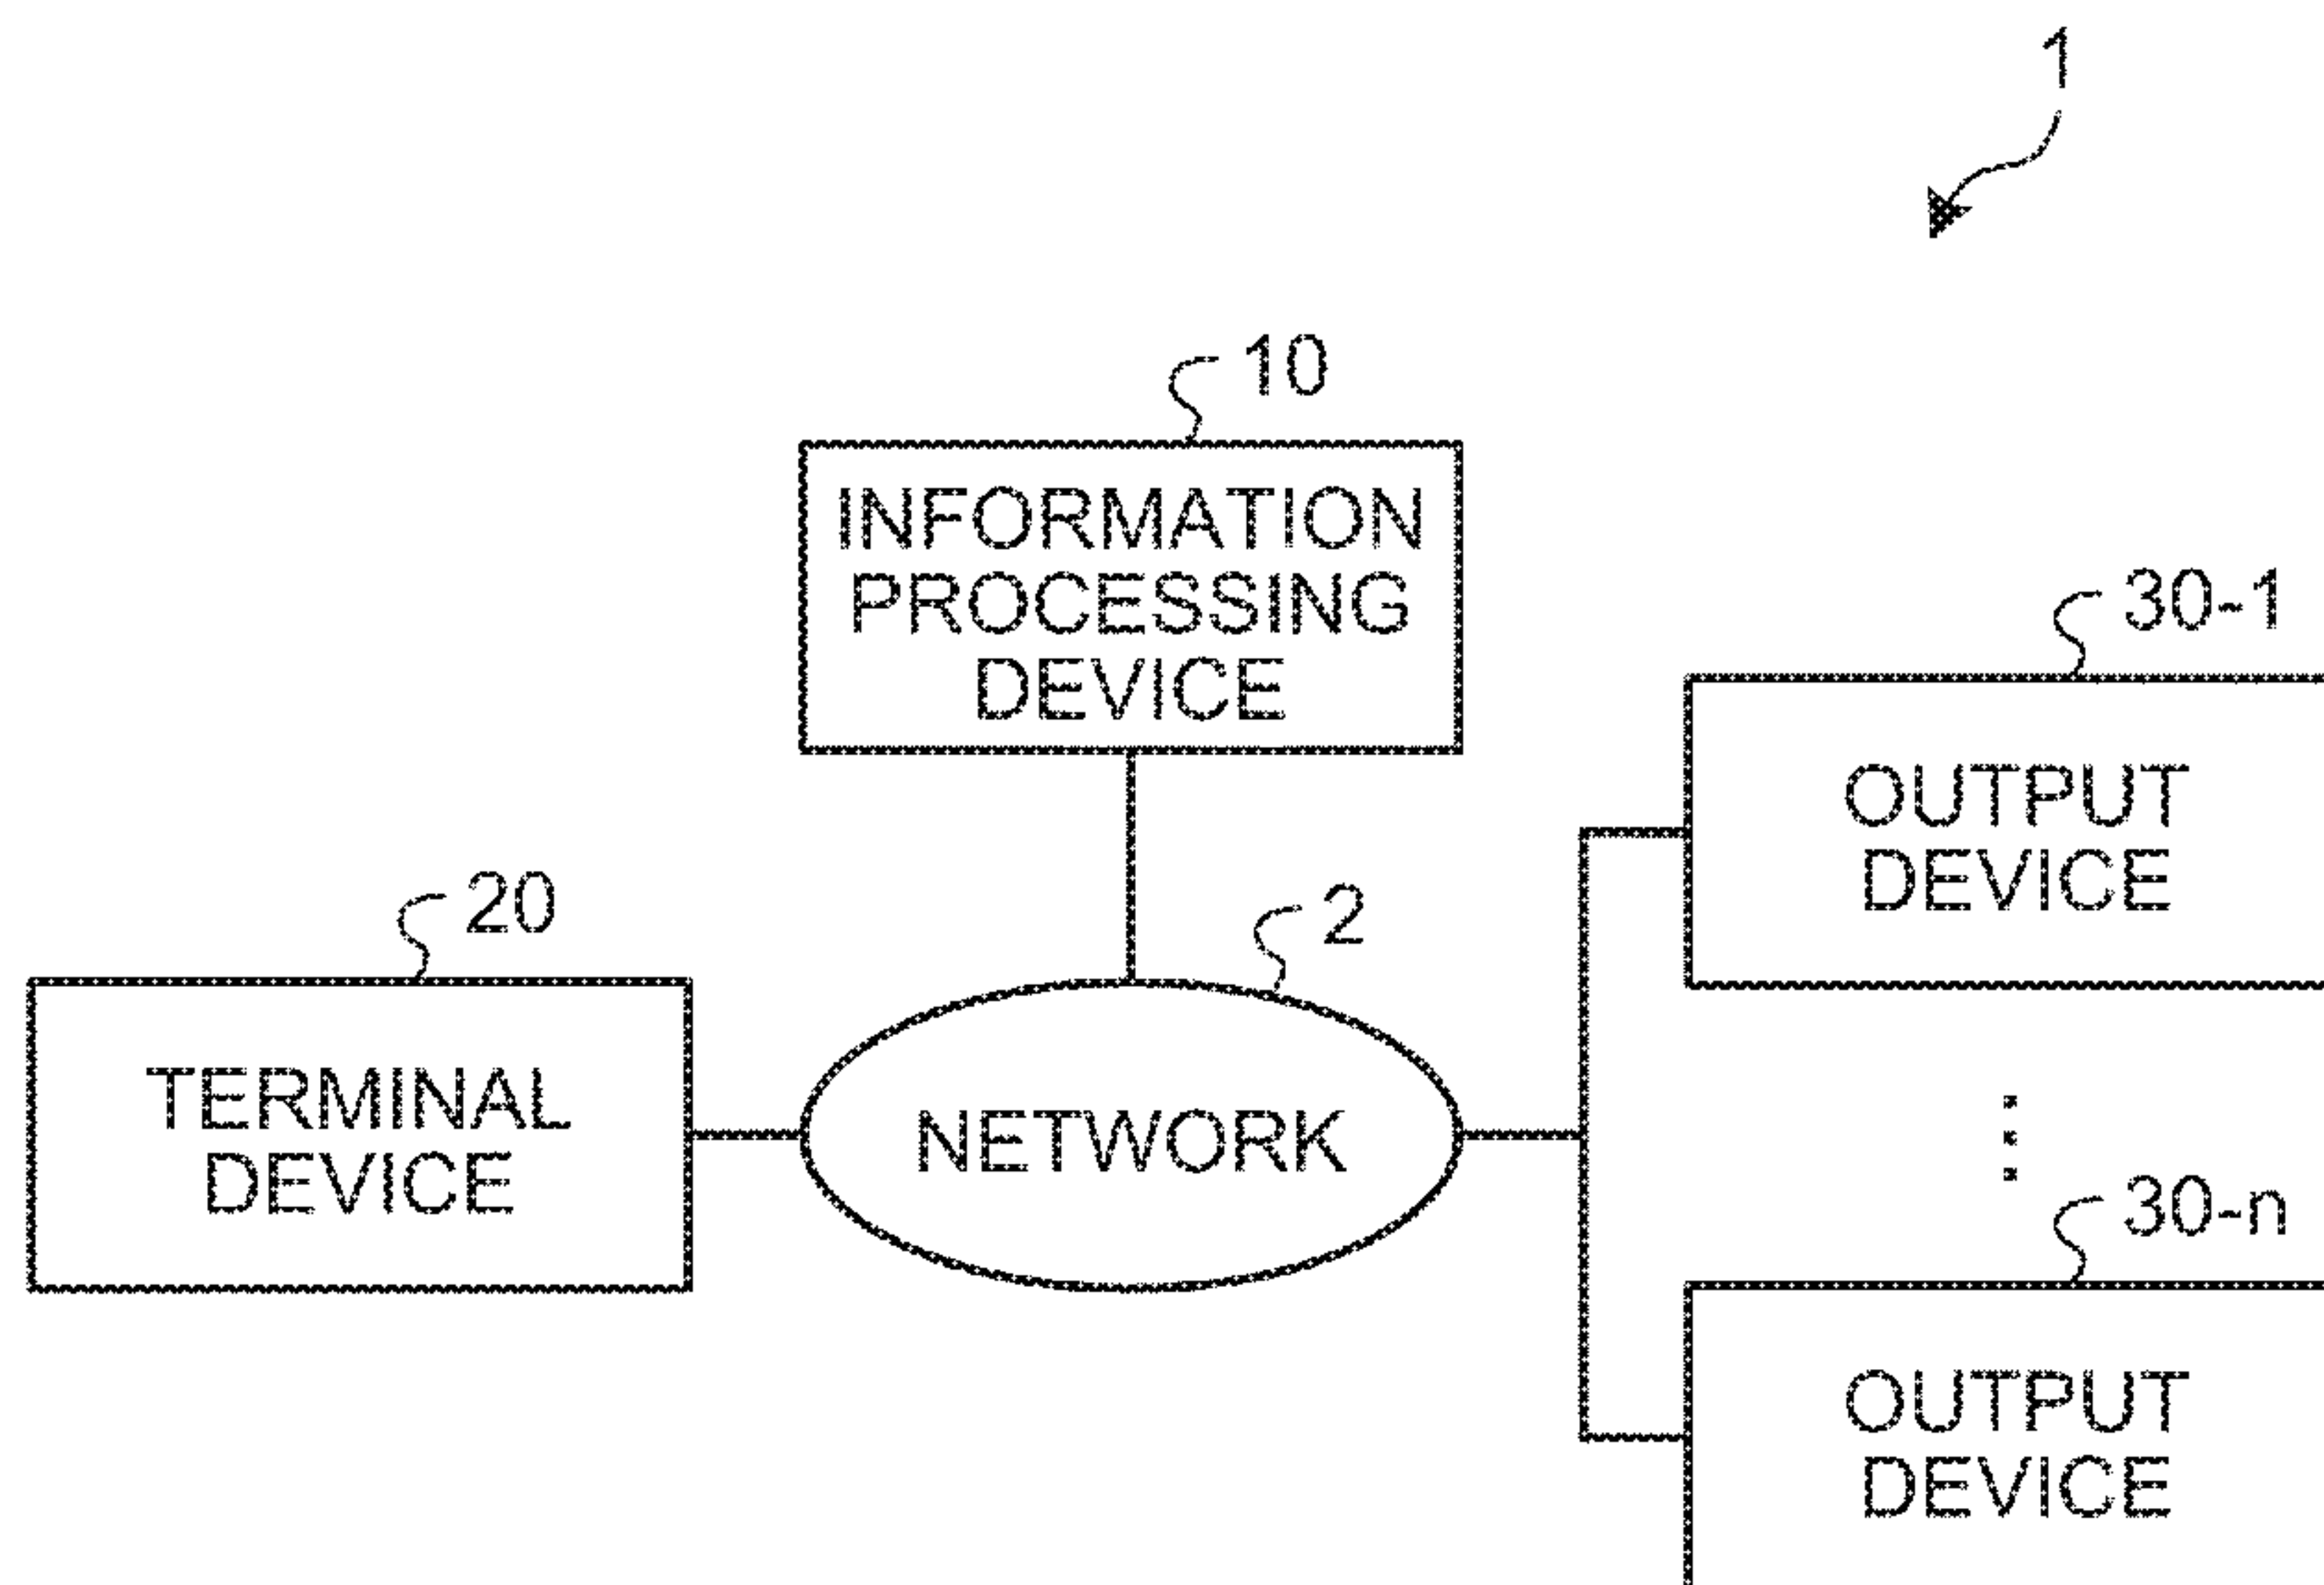 1
10
INFORMATION
PROCESSING
DEVICE
30-1
OUTPUT
DEVICE
20
TERMINAL
DEVICE
2
NETWORK
30-n
OUTPUT
DEVICE